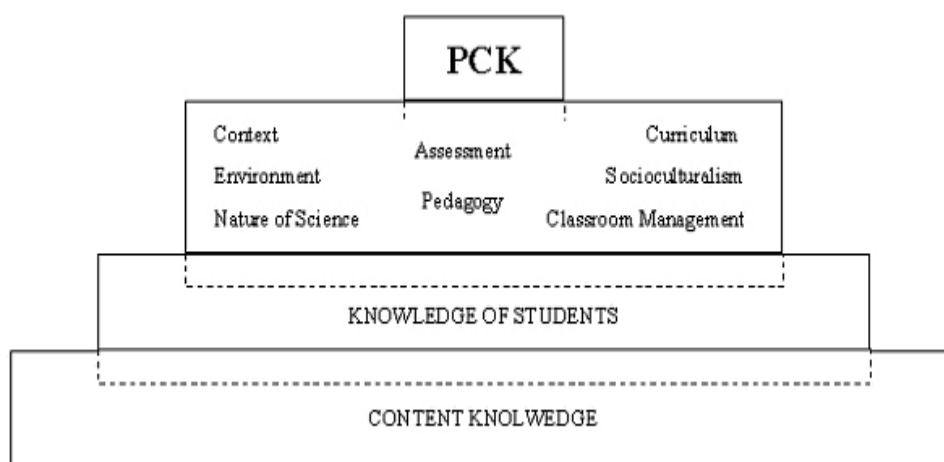 PCK
Context
Environment
Nature of Science
Assessment
Pedagogy
Curriculum
Socioculturalism
Classroom Management
KNOWLEDGE OF STUDENTS
CONTENT KNOLWEDGE